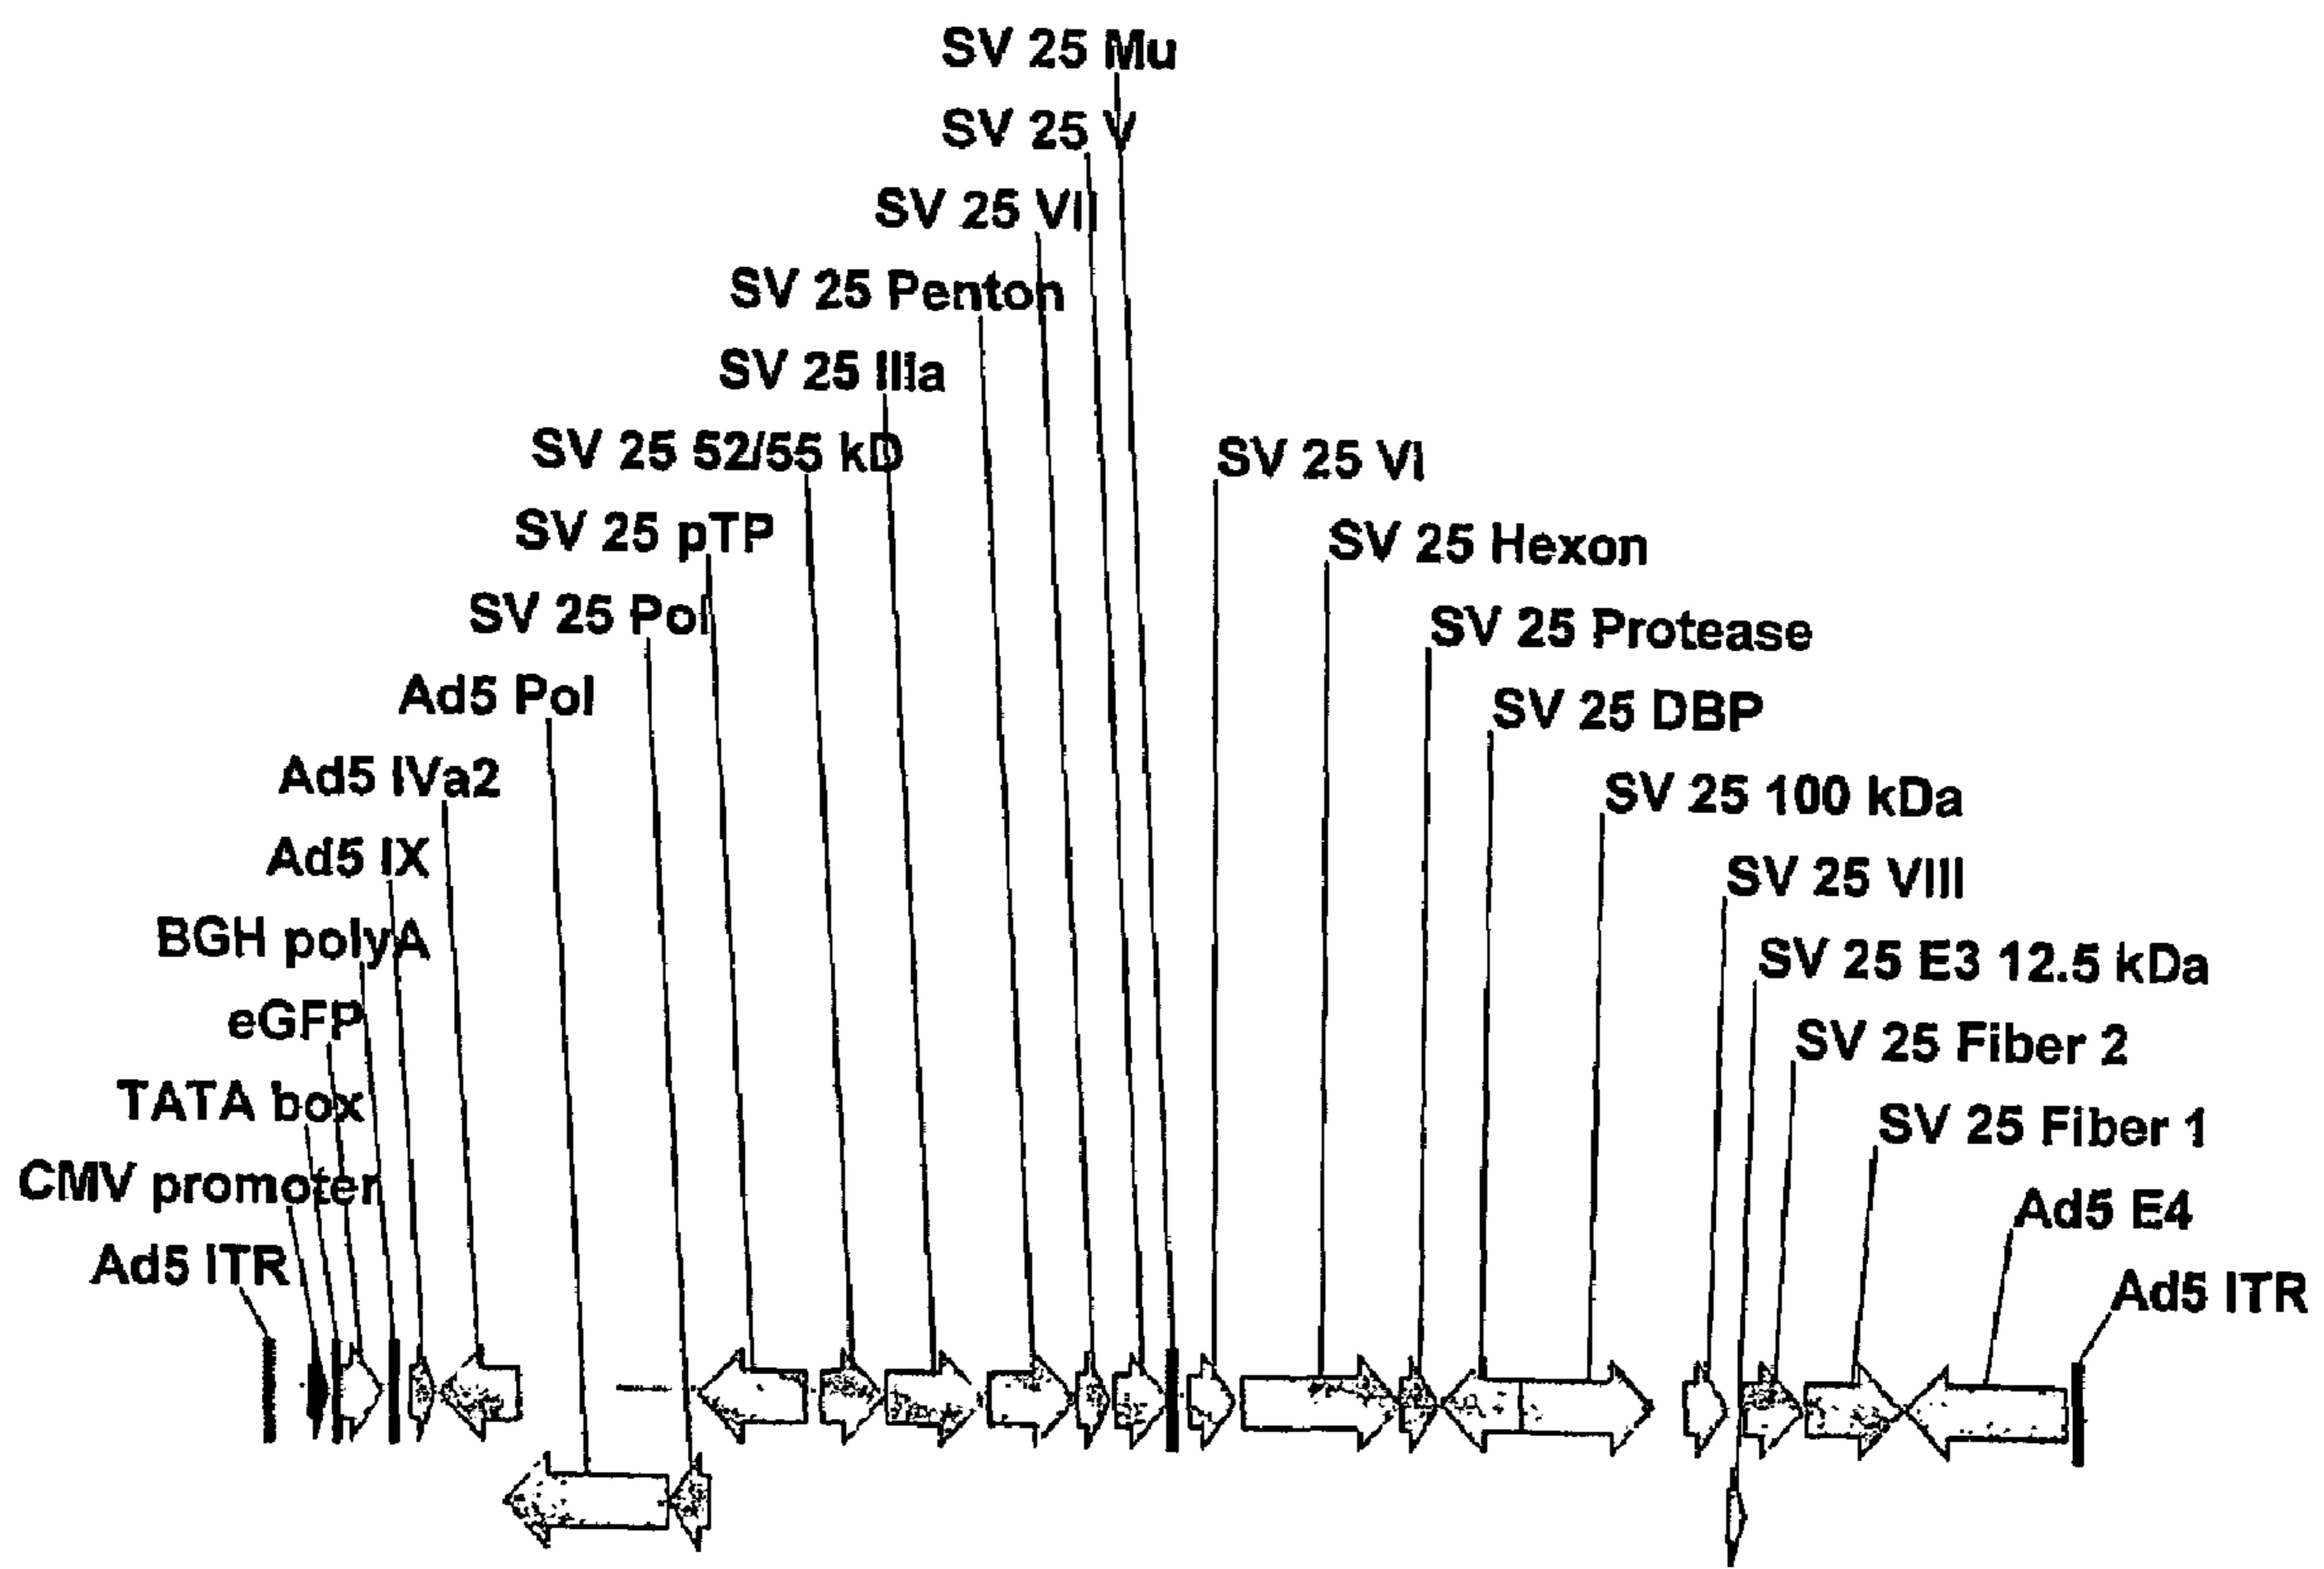 SV 25 Mu
SV 25 V
SV 25 VII
SV 25 Penton
SV 25 IIIa
SV 25 52/55 kD
SV 25 pTP
SV 25 Pol
Ad5 Pol
Ad5 IVa2
Ad5 IX
BGH polyA
eGFP
TATA box
CMV promoter
Ad5 ITR
SV 25 VI
SV 25 Hexon
SV 25 Protease
SV 25 DBP
SV 25 100 kDa
SV 25 VIII
SV 25 E3 12.5 kDa
SV 25 Fiber 2
SV 25 Fiber 1
Ad5 E4
Ad5 ITR